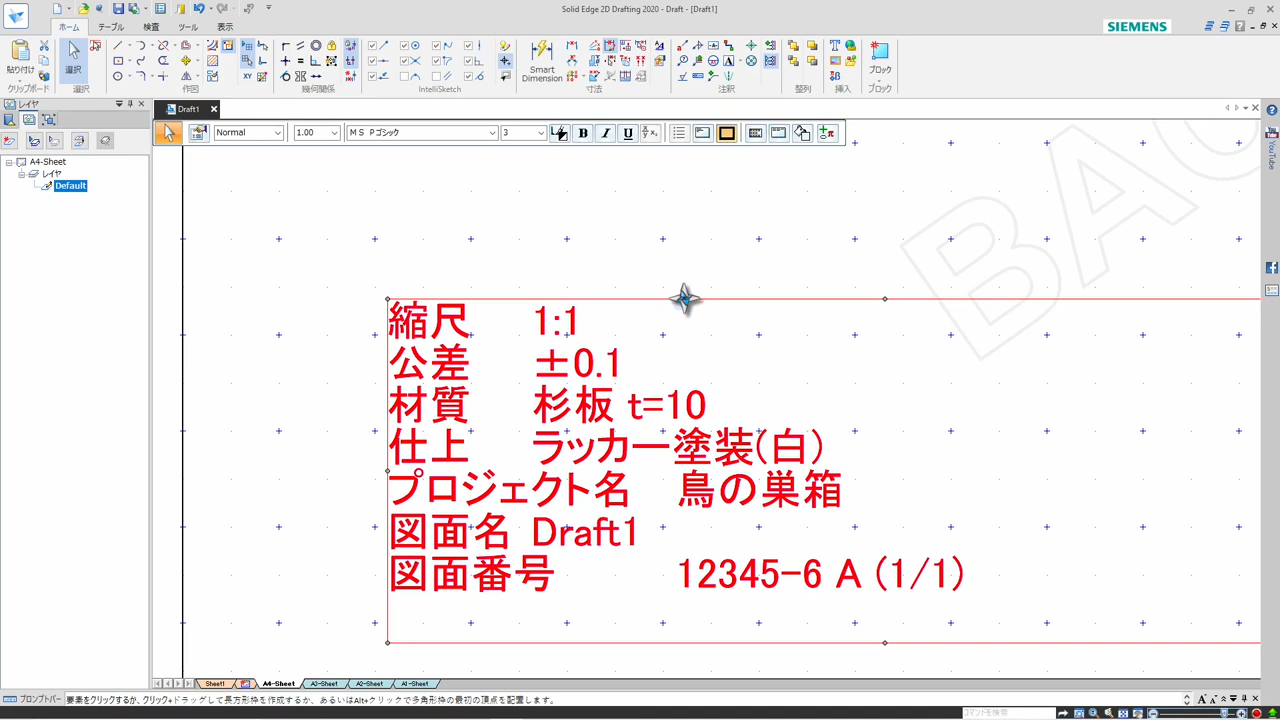 Solid Edge 2D Drafting 2020 - Draft - [Draft1]
ホーム テーブル 検査 ツール 表示
SIEMENS
貼り付け 選択 Smart Dimension ブロック
クリップボード 選択 作図 幾何関係 IntelliSketch 寸法 注釈 整列 挿入 ブロック
レイヤ
Draft1
Normal 1.00 ＭＳ Ｐゴシック 3
A4-Sheet
レイヤ
Default
YouTube
縮尺 1:1
公差 ±0.1
材質 杉板 t=10
仕上 ラッカー塗装(白)
プロジェクト名 鳥の巣箱
図面名 Draft1
図面番号 12345-6 A (1/1)
Sheet1 A4-Sheet A3-Sheet A2-Sheet A1-Sheet
プロンプトバー 要素をクリックするか、クリック+ドラッグして長方形枠を作成するか、あるいはAlt+クリックで多角形枠の最初の頂点を配置します。
コマンドを検索